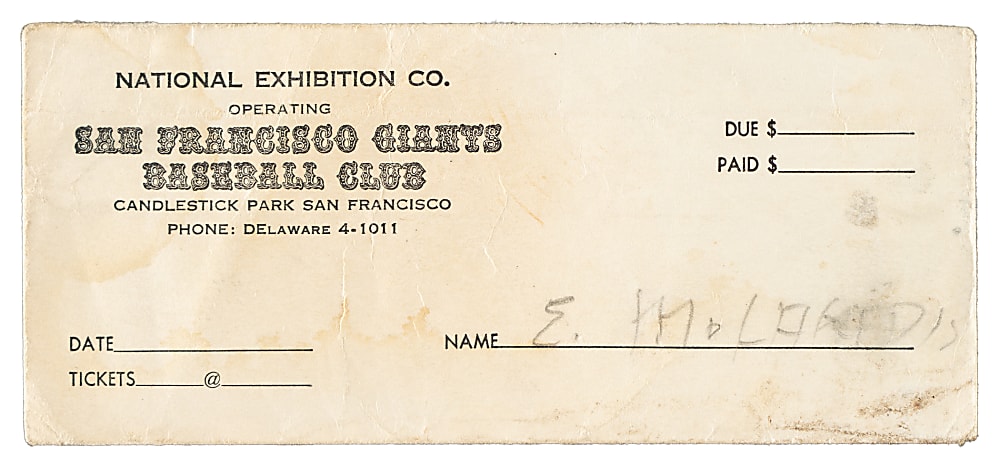 NATIONAL EXHIBITION CO.
OPERATING
SAN FRANCISCO GIANTS
BASEBALL CLUB
CANDLESTICK PARK SAN FRANCISCO
PHONE: DELAWARE 4-1011
DUE $
PAID $
DATE
NAME E.
TICKETS @